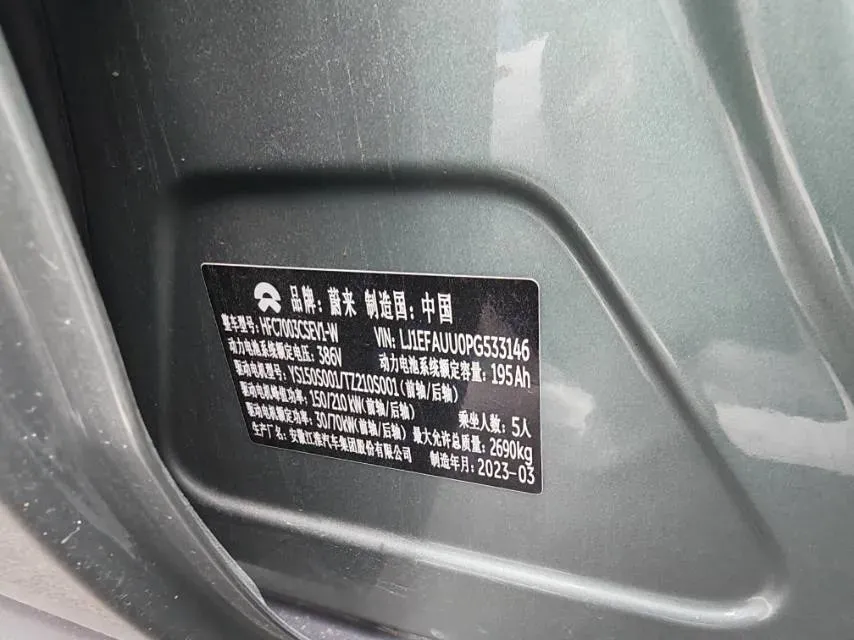 品牌：蔚来 制造国：中国
整车型号：HFC7003CSEV1-W VIN: LJ1EFAUU0PG533146
动力电池系统额定电压：386V 动力电池系统额定容量：195Ah
驱动电机型号：YS150S001/TZ210S001（前轴/后轴）
驱动电机峰值功率：150/210 kW（前轴/后轴） 乘坐人数：5人
驱动电机额定功率：30/70kW（前轴/后轴） 最大允许总质量：2690kg
生产厂名：安徽江淮汽车集团股份有限公司 制造年月：2023-03